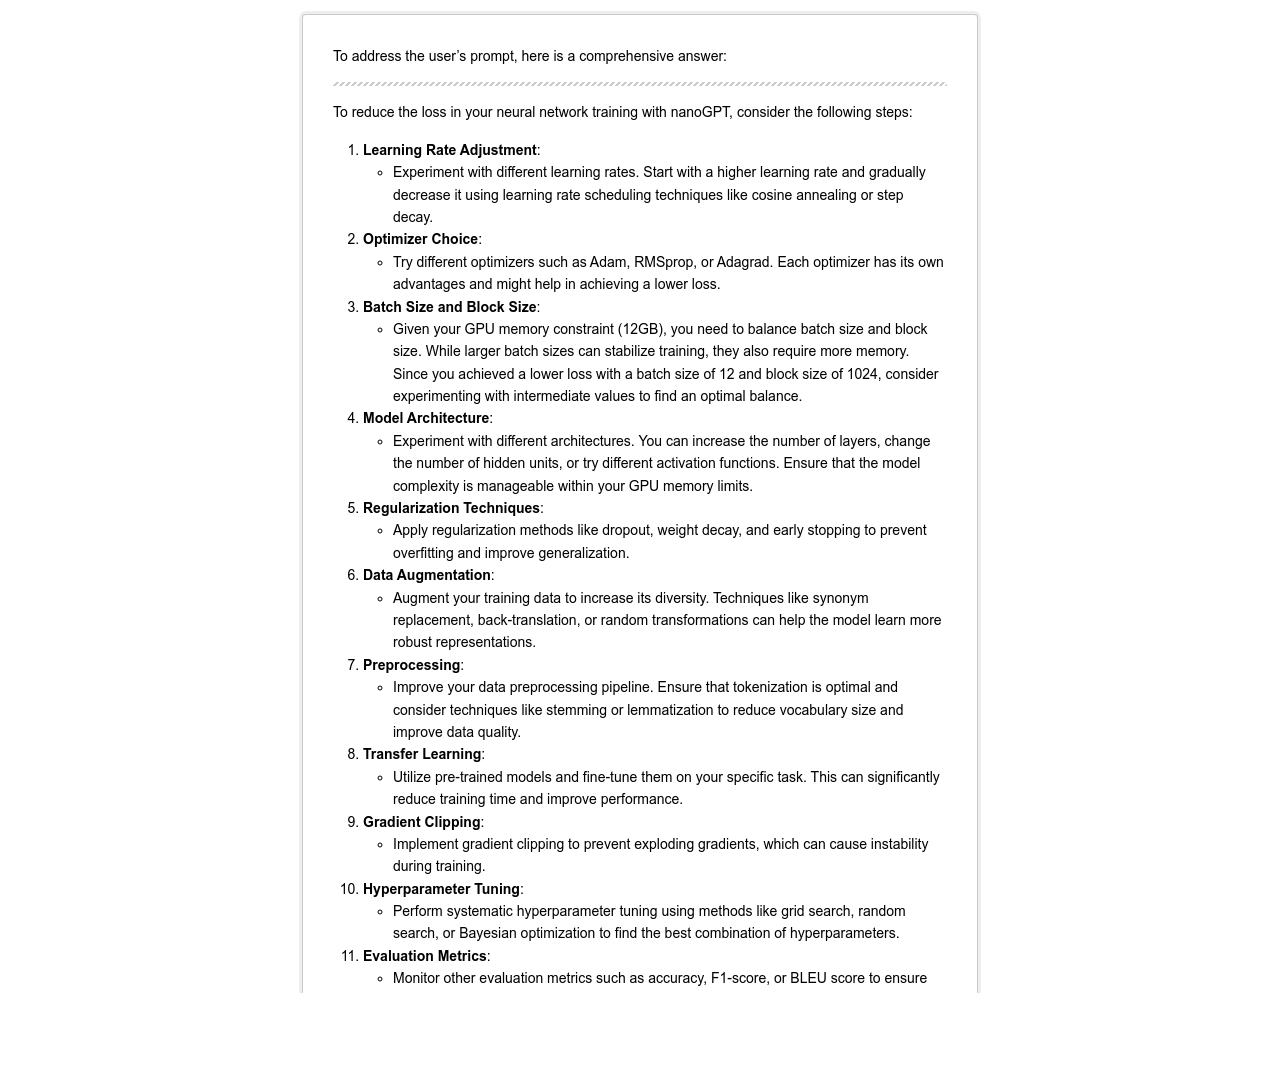 To address the user’s prompt, here is a comprehensive answer:
To reduce the loss in your neural network training with nanoGPT, consider the following steps:
1. Learning Rate Adjustment:
◦ Experiment with different learning rates. Start with a higher learning rate and gradually
decrease it using learning rate scheduling techniques like cosine annealing or step
decay.
2. Optimizer Choice:
◦ Try different optimizers such as Adam, RMSprop, or Adagrad. Each optimizer has its own
advantages and might help in achieving a lower loss.
3. Batch Size and Block Size:
◦ Given your GPU memory constraint (12GB), you need to balance batch size and block
size. While larger batch sizes can stabilize training, they also require more memory.
Since you achieved a lower loss with a batch size of 12 and block size of 1024, consider
experimenting with intermediate values to find an optimal balance.
4. Model Architecture:
◦ Experiment with different architectures. You can increase the number of layers, change
the number of hidden units, or try different activation functions. Ensure that the model
complexity is manageable within your GPU memory limits.
5. Regularization Techniques:
◦ Apply regularization methods like dropout, weight decay, and early stopping to prevent
overfitting and improve generalization.
6. Data Augmentation:
◦ Augment your training data to increase its diversity. Techniques like synonym
replacement, back-translation, or random transformations can help the model learn more
robust representations.
7. Preprocessing:
◦ Improve your data preprocessing pipeline. Ensure that tokenization is optimal and
consider techniques like stemming or lemmatization to reduce vocabulary size and
improve data quality.
8. Transfer Learning:
◦ Utilize pre-trained models and fine-tune them on your specific task. This can significantly
reduce training time and improve performance.
9. Gradient Clipping:
◦ Implement gradient clipping to prevent exploding gradients, which can cause instability
during training.
10. Hyperparameter Tuning:
◦ Perform systematic hyperparameter tuning using methods like grid search, random
search, or Bayesian optimization to find the best combination of hyperparameters.
11. Evaluation Metrics:
◦ Monitor other evaluation metrics such as accuracy, F1-score, or BLEU score to ensure